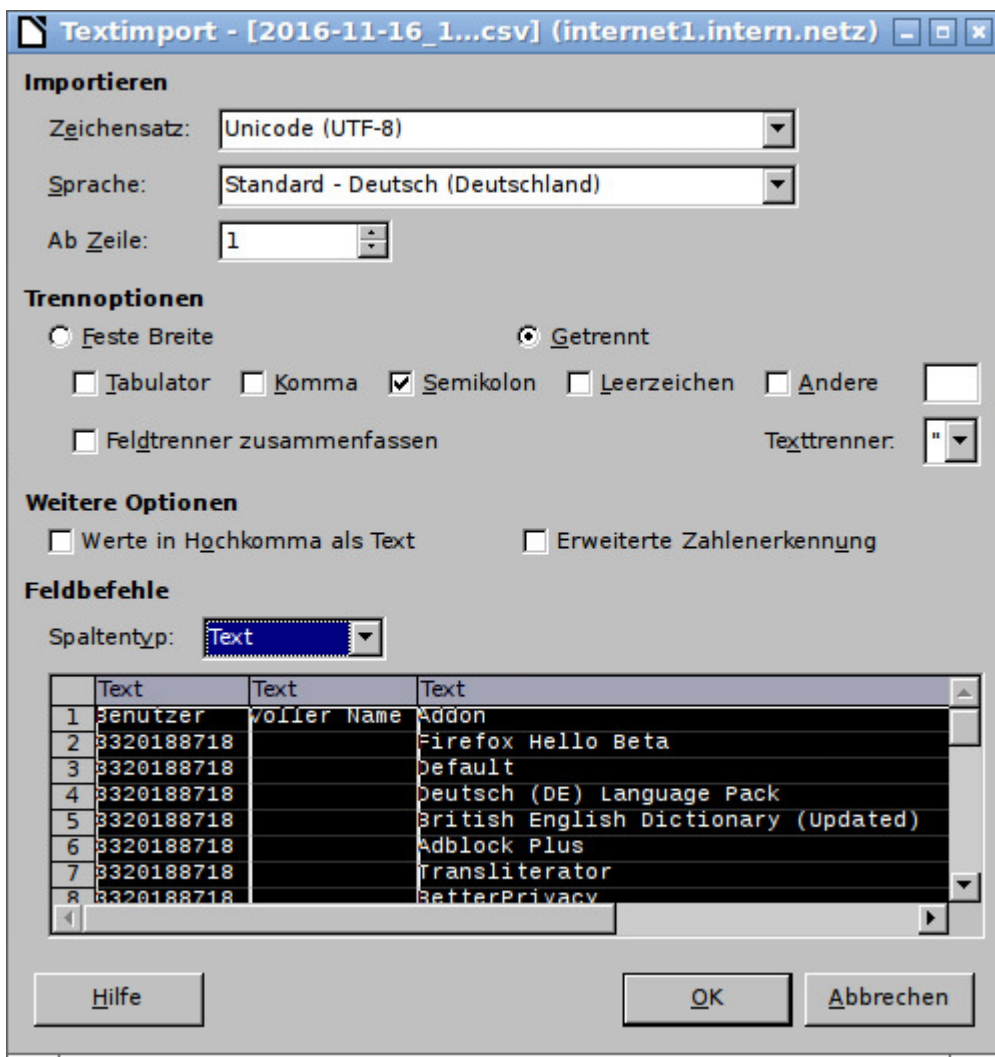 Textimport - [2016-11-16_1...csv] (internet1.intern.netz)
Importieren
Zeichensatz: Unicode (UTF-8)
Sprache: Standard - Deutsch (Deutschland)
Ab Zeile: 1
Trennoptionen
Feste Breite Getrennt
Tabulator Komma Semikolon Leerzeichen Andere
Feldtrenner zusammenfassen Texttrenner: "
Weitere Optionen
Werte in Hochkomma als Text Erweiterte Zahlenerkennung
Feldbefehle
Spaltentyp: Text
Text Text Text
1 Benutzer Voller Name Addon
2 3320188718 Firefox Hello Beta
3 3320188718 Default
4 3320188718 Deutsch (DE) Language Pack
5 3320188718 British English Dictionary (Updated)
6 3320188718 Adblock Plus
7 3320188718 Transliterator
8 3320188718 BetterPrivacy
Hilfe OK Abbrechen